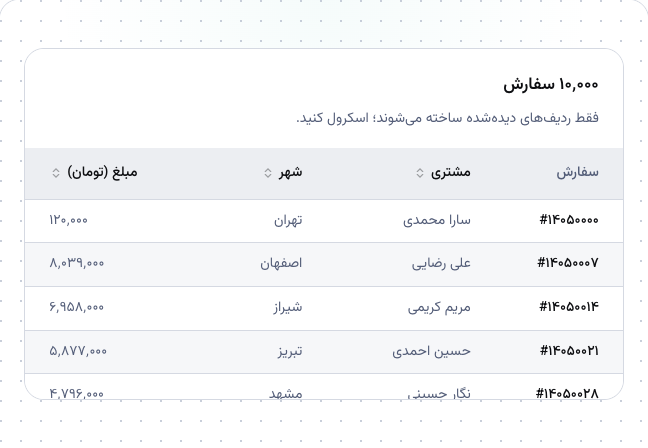 ۱۰,۰۰۰ سفارش
فقط ردیف‌های دیده‌شده ساخته می‌شوند؛ اسکرول کنید.
سفارش مشتری شهر مبلغ (تومان)
#۱۴۰۵۰۰۰۰ سارا محمدی تهران ۱۲۰,۰۰۰
#۱۴۰۵۰۰۰۷ علی رضایی اصفهان ۸,۰۳۹,۰۰۰
#۱۴۰۵۰۰۱۴ مریم کریمی شیراز ۶,۹۵۸,۰۰۰
#۱۴۰۵۰۰۲۱ حسین احمدی تبریز ۵,۸۷۷,۰۰۰
#۱۴۰۵۰۰۲۸ نگار حسینی مشهد ۴,۷۹۶,۰۰۰